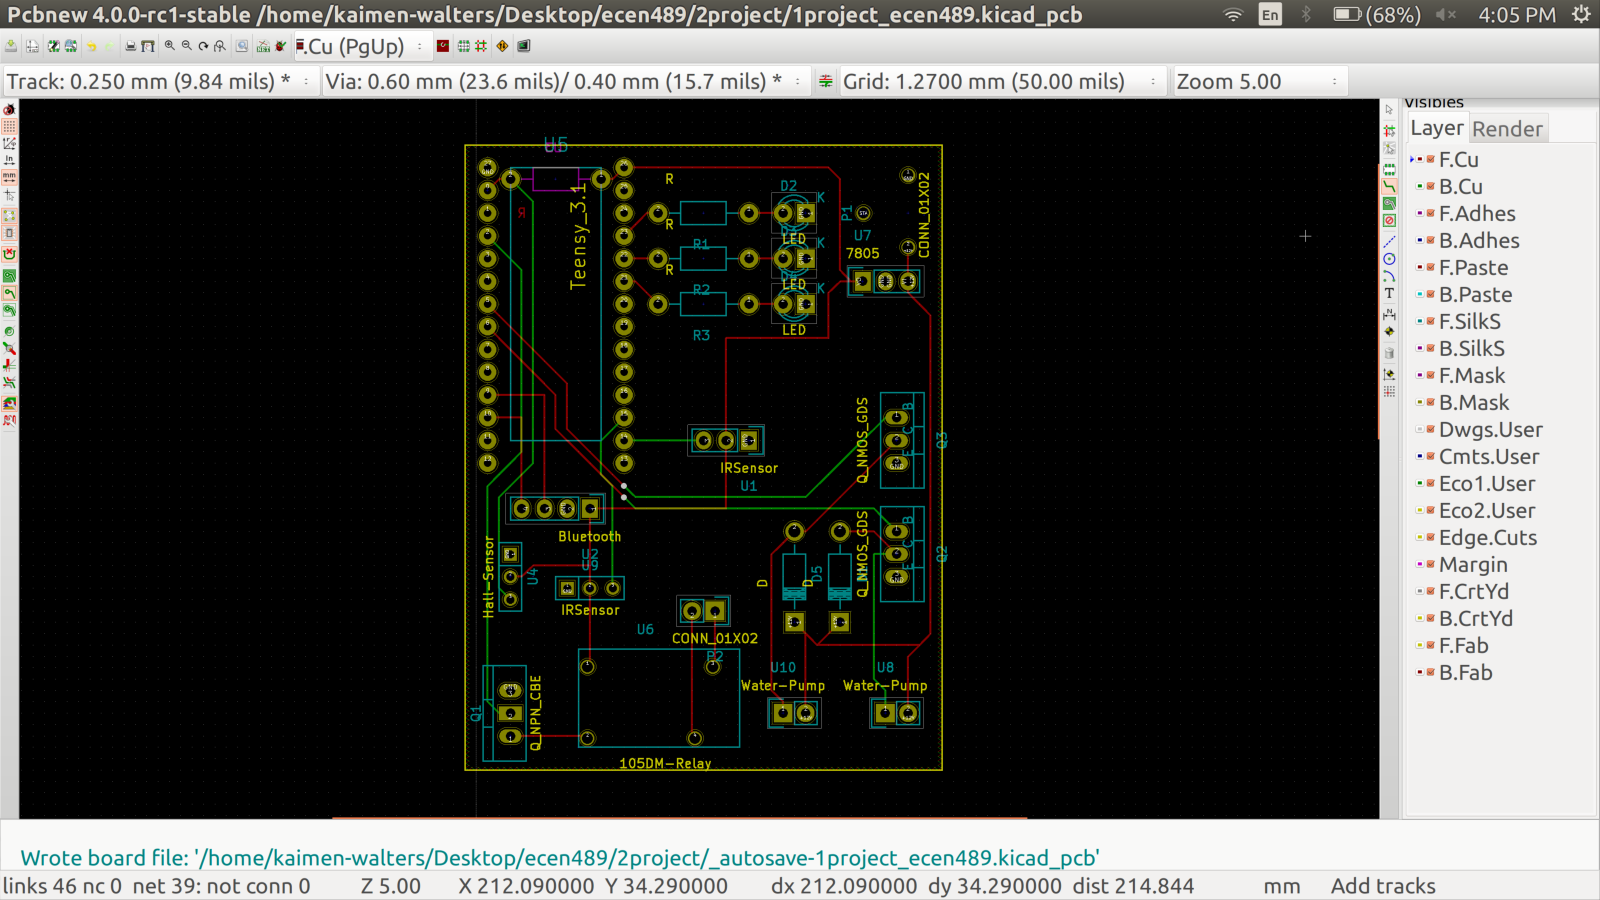 Pcbnew 4.0.0-rc1-stable /home/kaimen-walters/Desktop/ecen489/2project/1project_ecen489.kicad_pcb
En
(68%)
4:05 PM
.Cu (PgUp)
Track: 0.250 mm (9.84 mils) *
Via: 0.60 mm (23.6 mils)/ 0.40 mm (15.7 mils) *
Grid: 1.2700 mm (50.00 mils)
Zoom 5.00
In
mm
Visibles
Layer
Render
F.Cu
B.Cu
F.Adhes
B.Adhes
F.Paste
B.Paste
F.SilkS
B.SilkS
F.Mask
B.Mask
Dwgs.User
Cmts.User
Eco1.User
Eco2.User
Edge.Cuts
Margin
F.CrtYd
B.CrtYd
F.Fab
B.Fab
U5
Teensy_3.1
R
R
R
R
R1
R2
R3
D2
K
LED
K
LED
K
LED
P1
CONN_01X02
U7
7805
IRSensor
U1
Q_NMOS_GDS
B
C
E
Q3
Q_NMOS_GDS
B
C
E
Q2
Bluetooth
U2
U9
Hall-Sensor
U4
IRSensor
D
D
D5
U6
CONN_01X02
P2
U10
Water-Pump
U8
Water-Pump
Q1
Q_NPN_CBE
105DM-Relay
Wrote board file: '/home/kaimen-walters/Desktop/ecen489/2project/_autosave-1project_ecen489.kicad_pcb'
links 46 nc 0 net 39: not conn 0
Z 5.00
X 212.090000 Y 34.290000
dx 212.090000 dy 34.290000 dist 214.844
mm
Add tracks